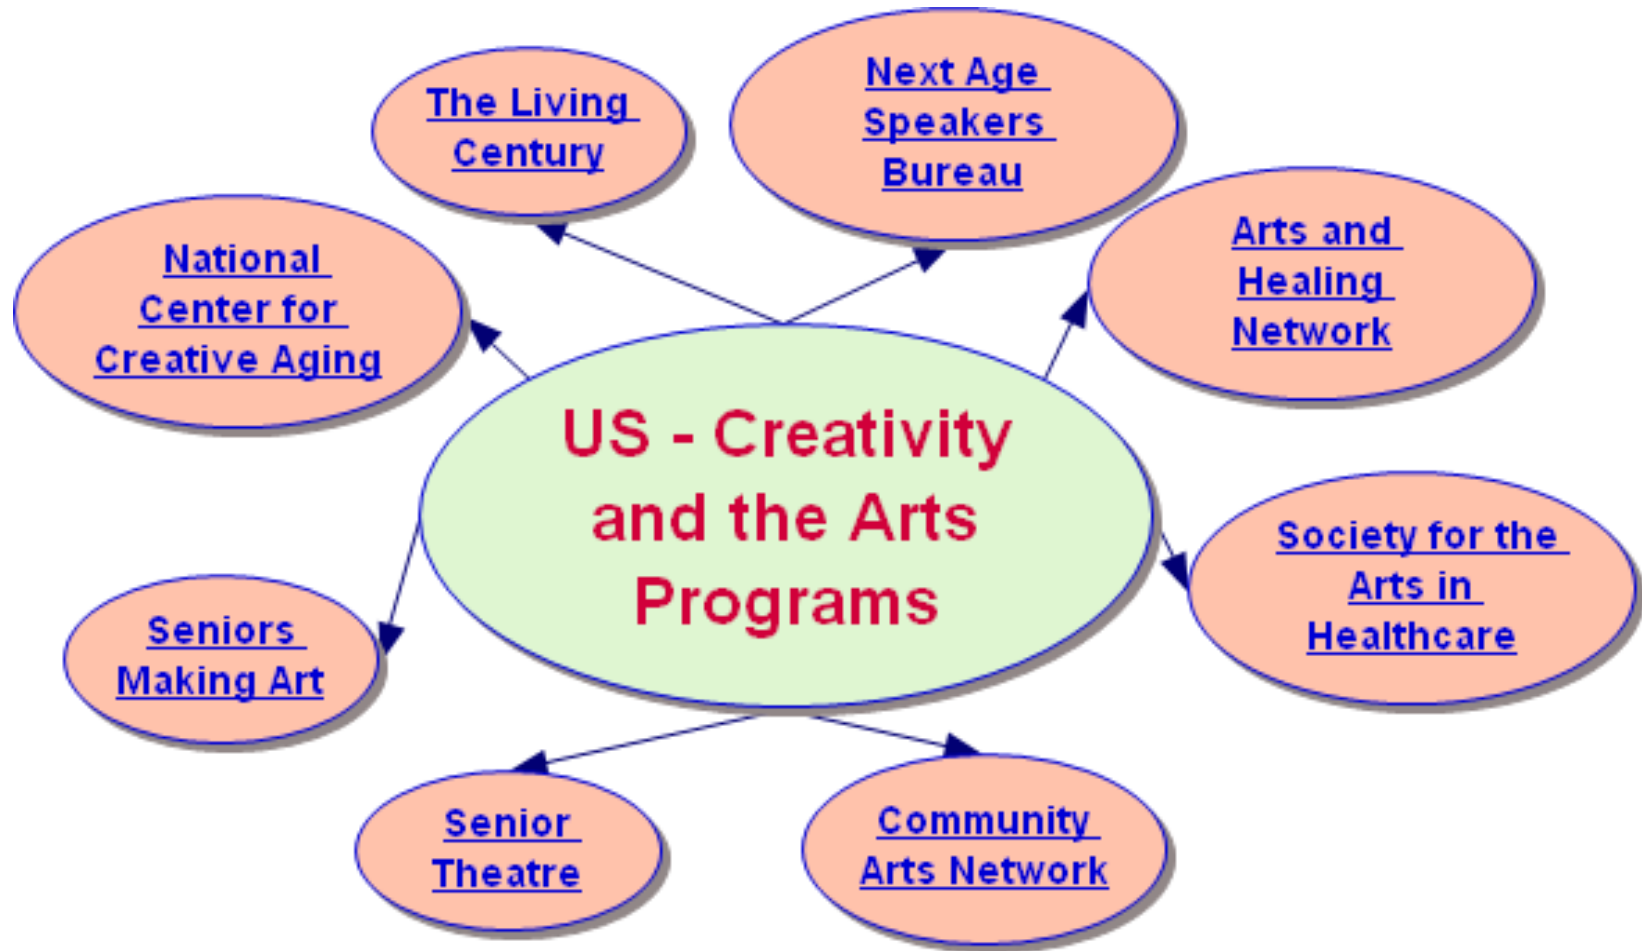 The Living
Century
Next Age
Speakers
Bureau
National
Center for
Creative Aging
Arts and
Healing
Network
US - Creativity
and the Arts
Programs
Society for the
Arts in
Healthcare
Seniors
Making Art
Senior
Theatre
Community
Arts Network